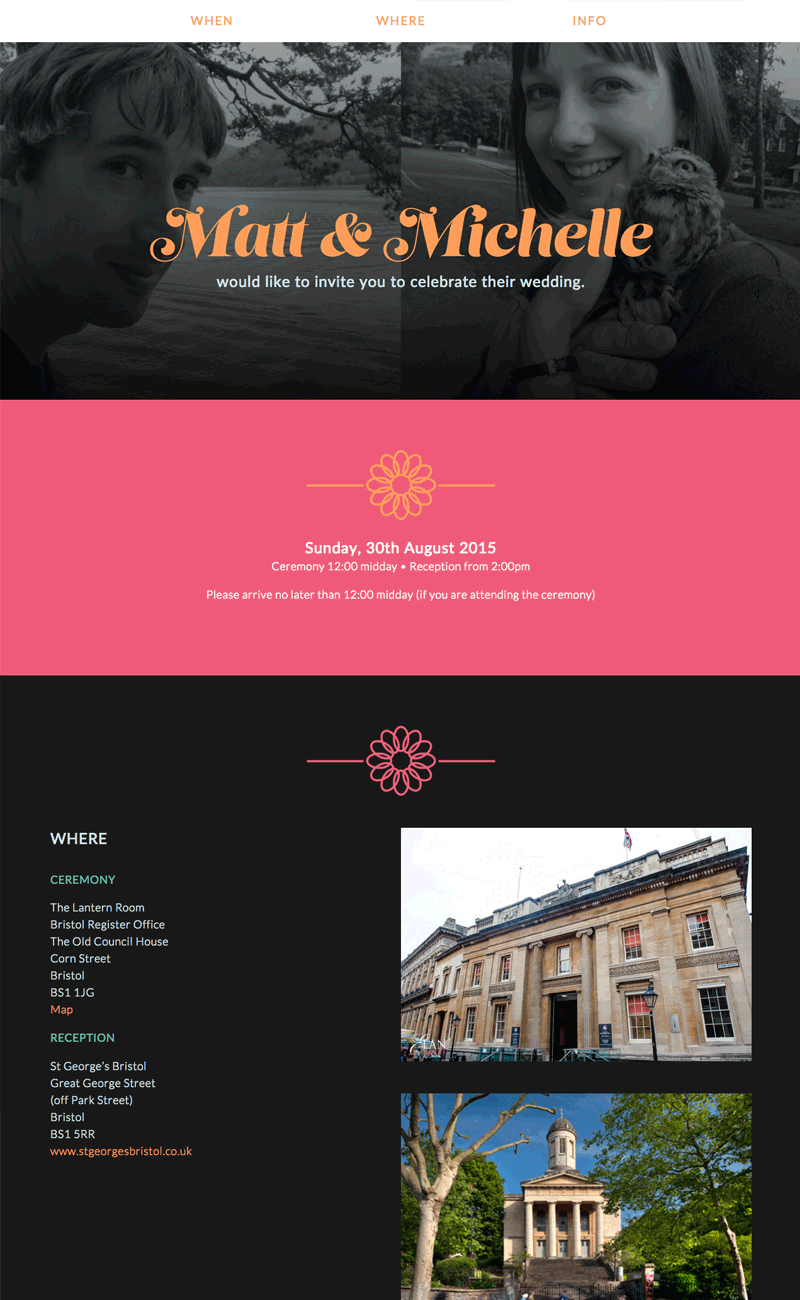 WHEN WHERE INFO
Matt & Michelle
would like to invite you to celebrate their wedding.
Sunday, 30th August 2015
Ceremony 12:00 midday • Reception from 2:00pm
Please arrive no later than 12:00 midday (if you are attending the ceremony)
WHERE
CEREMONY
The Lantern Room
Bristol Register Office
The Old Council House
Corn Street
Bristol
BS1 1JG
Map
RECEPTION
St George's Bristol
Great George Street
(off Park Street)
Bristol
BS1 5RR
www.stgeorgesbristol.co.uk